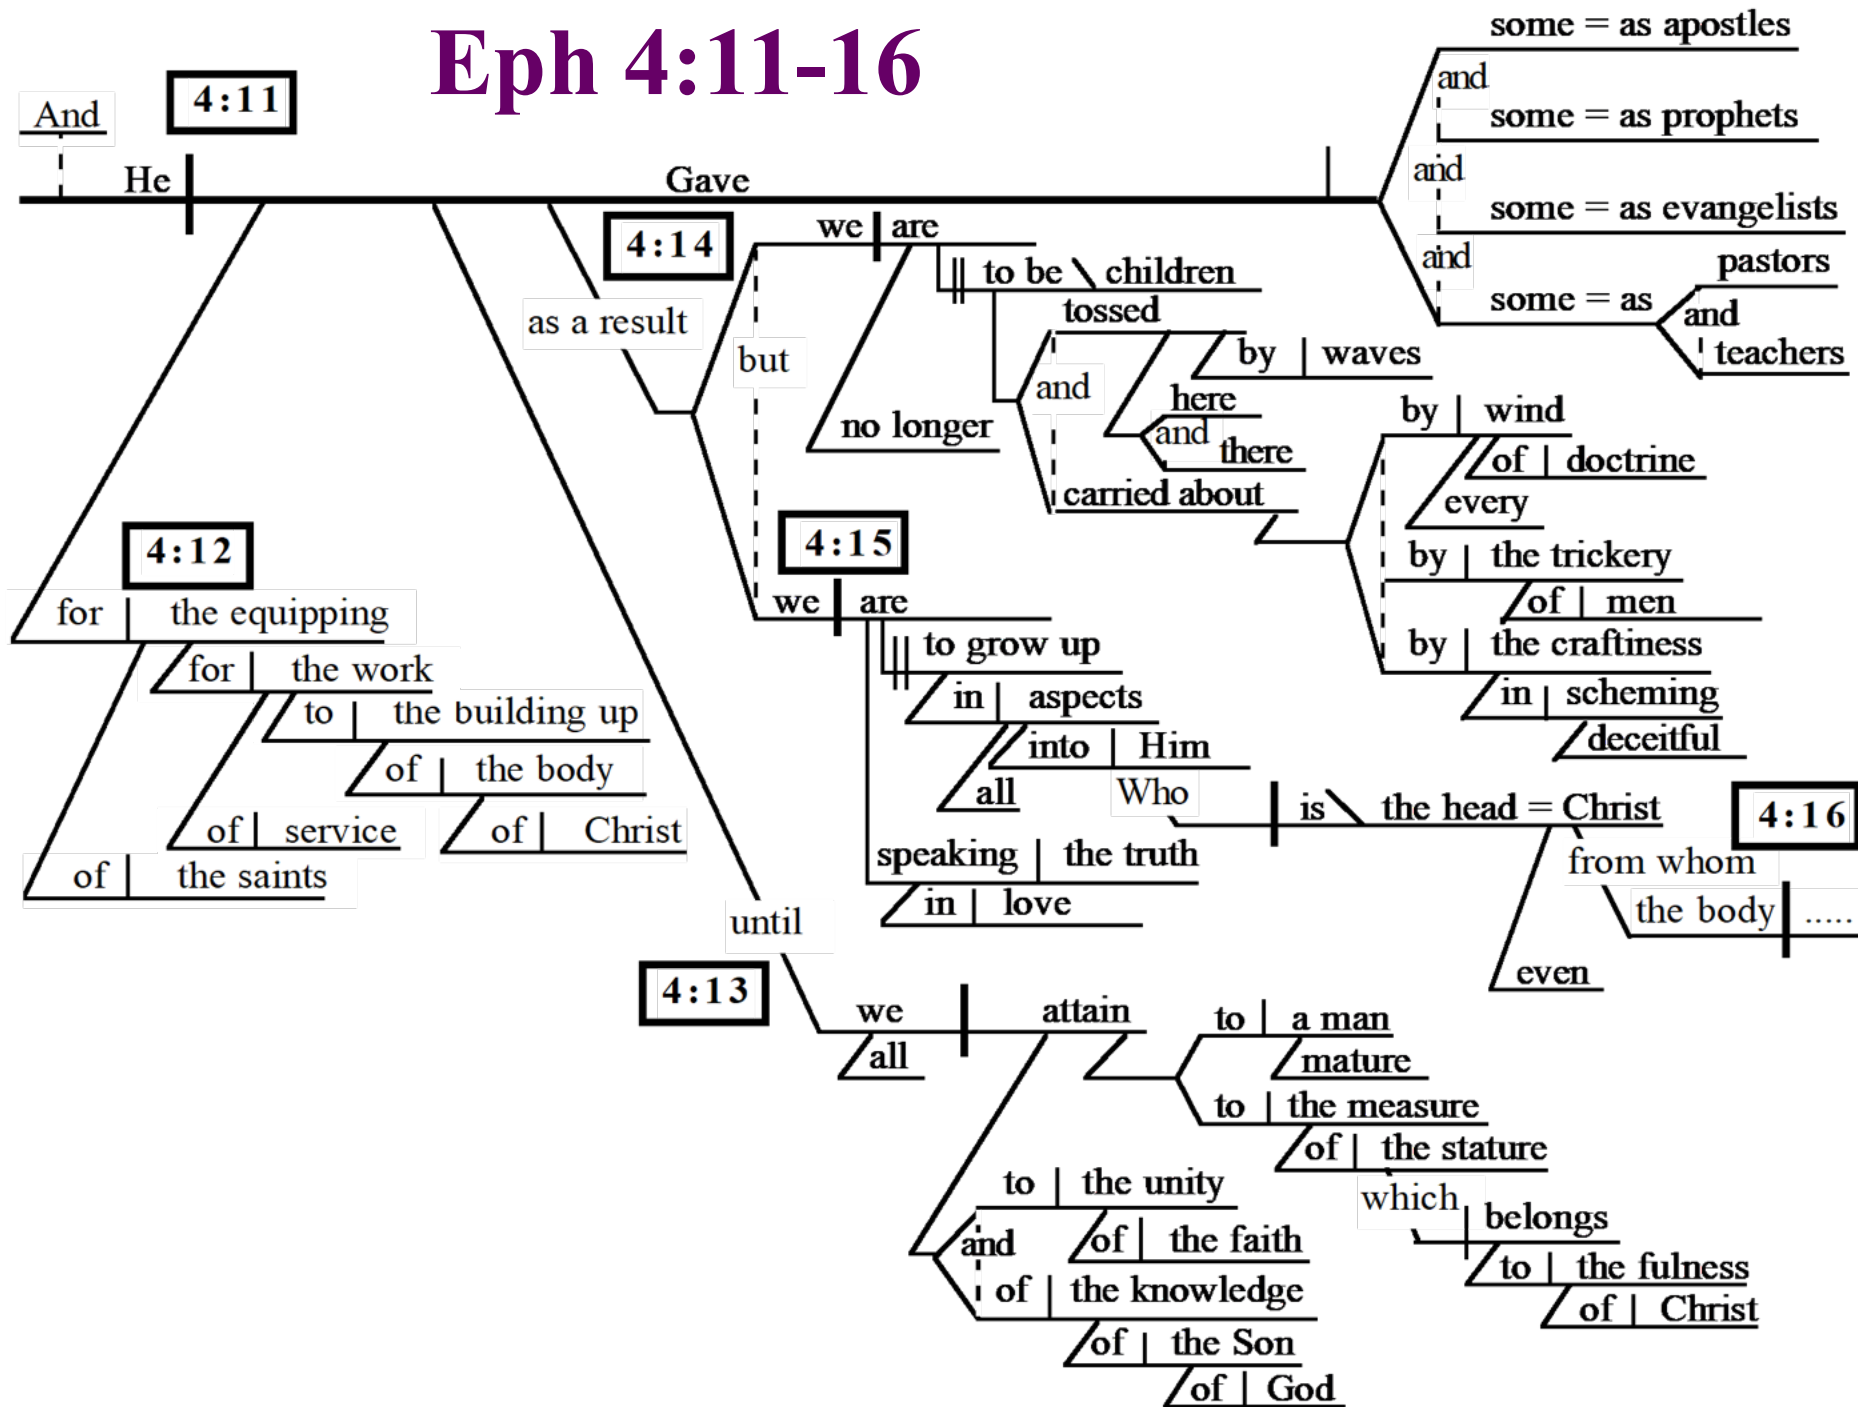 Eph 4:11-16
And
4:11
He Gave
some = as apostles
and
some = as prophets
and
some = as evangelists
and
some = as
pastors
and
teachers
4:12
for the equipping
for the work
to the building up
of the body
of Christ
of service
of the saints
as a result
4:14
we are
but
to be children
no longer
tossed
by waves
and
here
and
there
carried about
by wind
of doctrine
every
by the trickery
of men
by the craftiness
in scheming
deceitful
4:15
we are
to grow up
in aspects
into Him
all
Who
is the head = Christ
even
speaking the truth
in love
4:16
from whom
the body .....
until
4:13
we attain
all
to a man
mature
to the measure
of the stature
which
belongs
to the fulness
of Christ
to the unity
of the faith
and
of the knowledge
of the Son
of God